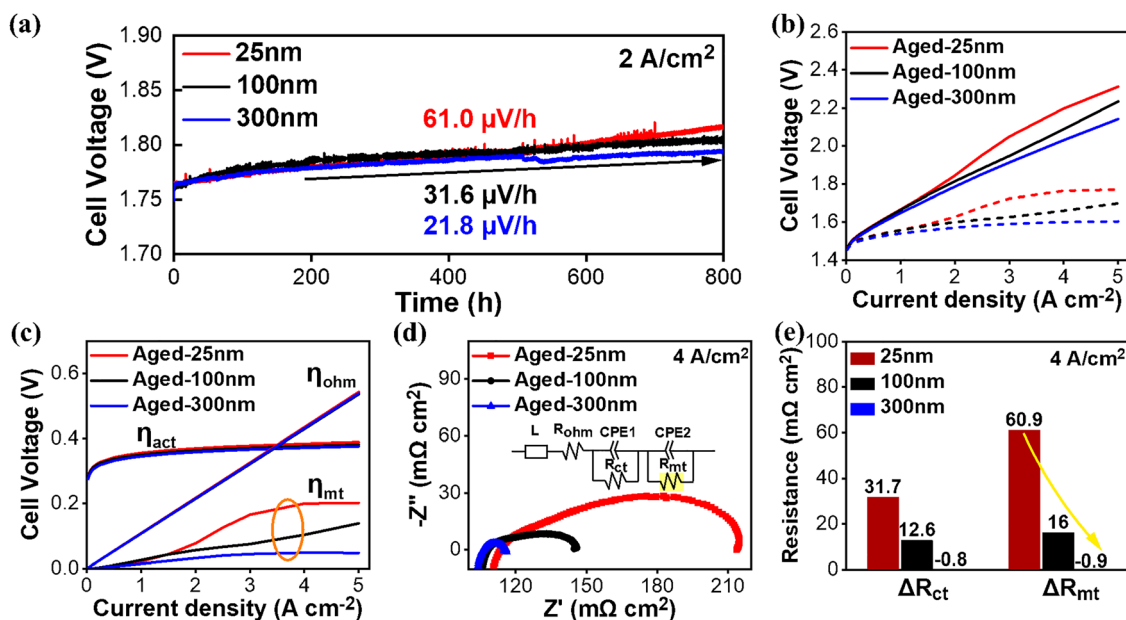 (a)
Cell Voltage (V)
1.90
1.85
1.80
1.75
1.70
25nm
100nm
300nm
2 A/cm²
61.0 µV/h
31.6 µV/h
21.8 µV/h
0
200
400
600
800
Time (h)
(b)
Cell Voltage (V)
2.6
2.4
2.2
2.0
1.8
1.6
1.4
Aged-25nm
Aged-100nm
Aged-300nm
0
1
2
3
4
5
Current density (A cm⁻²)
(c)
Cell Voltage (V)
0.6
0.4
0.2
0.0
Aged-25nm
Aged-100nm
Aged-300nm
ηohm
ηact
ηmt
0
1
2
3
4
5
Current density (A cm⁻²)
(d)
-Z'' (mΩ cm²)
90
60
30
0
Aged-25nm
Aged-100nm
Aged-300nm
4 A/cm²
L
Rohm
CPE1
CPE2
Rct
Rmt
120
150
180
210
Z' (mΩ cm²)
(e)
Resistance (mΩ cm²)
100
80
60
40
20
0
25nm
100nm
300nm
4 A/cm²
31.7
12.6
-0.8
60.9
16
-0.9
ΔRct
ΔRmt